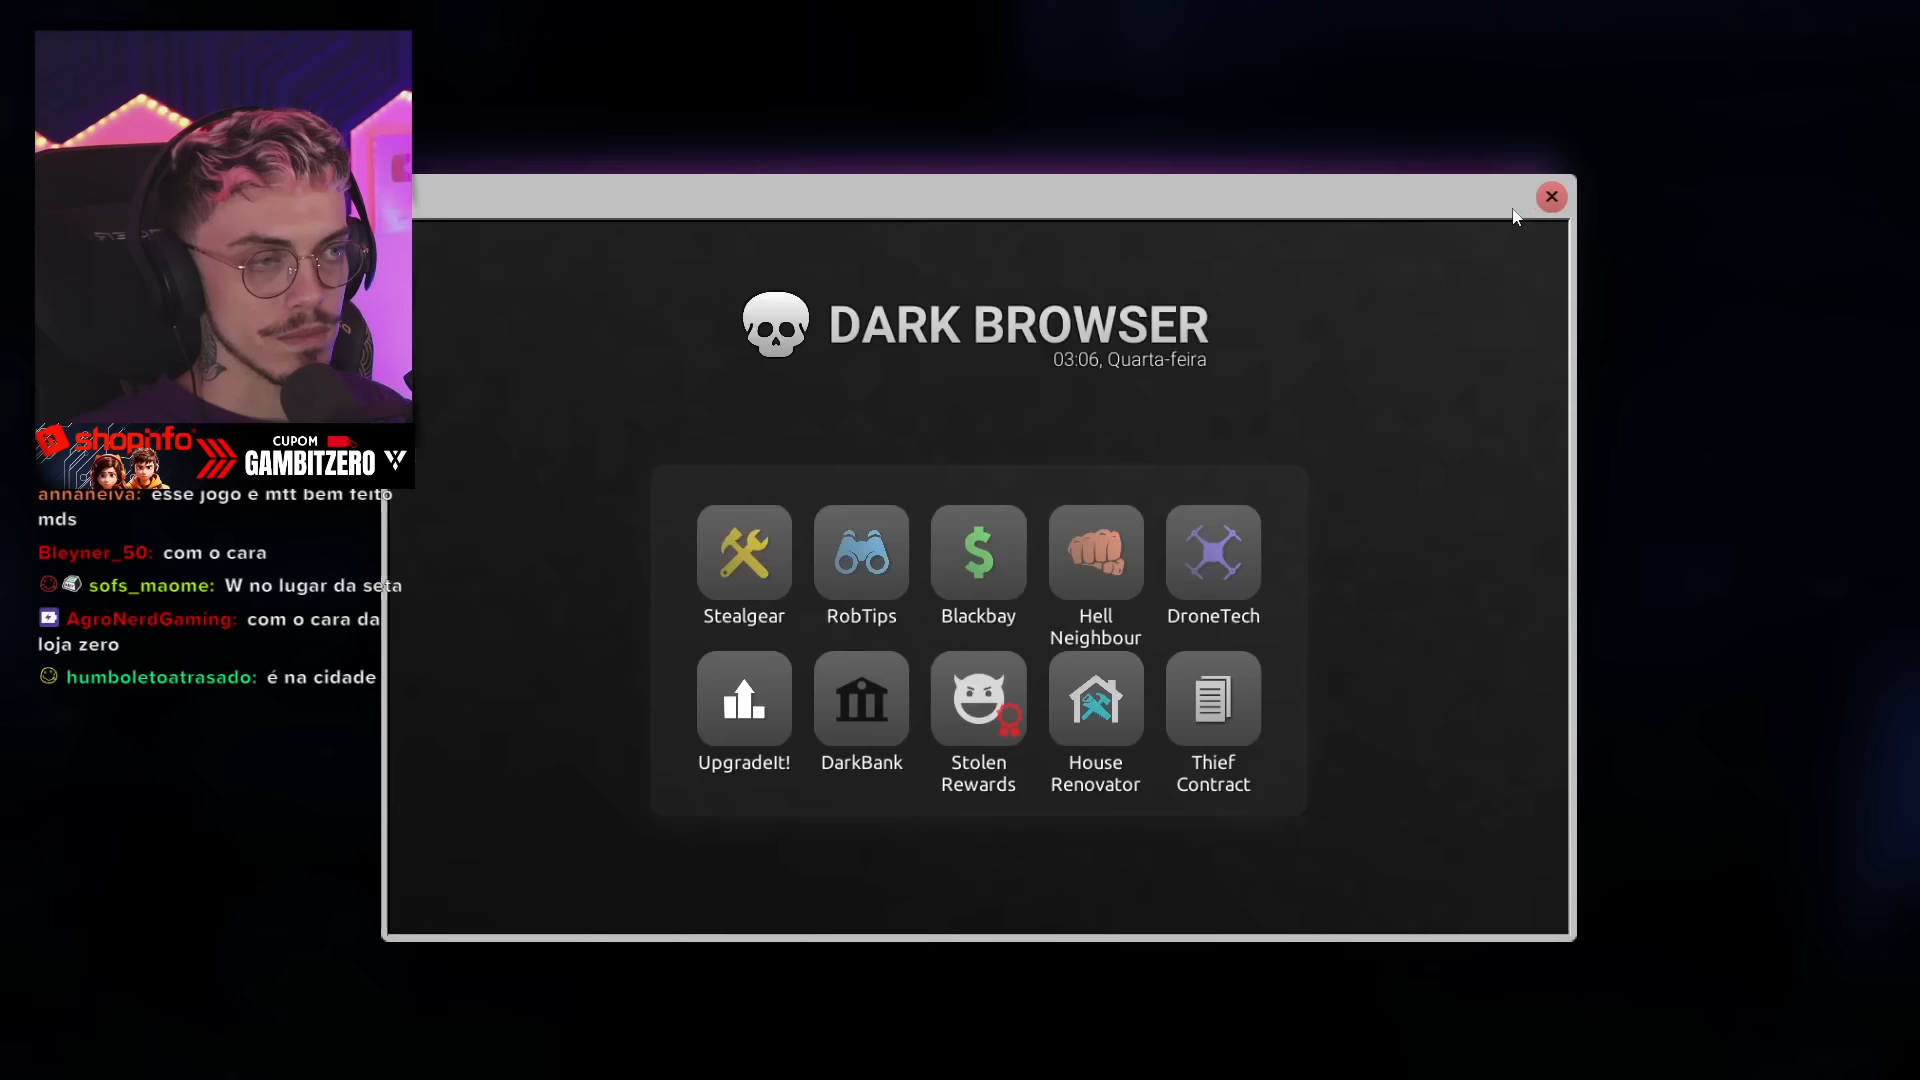 DARK BROWSER
03:06, Quarta-feira
shopinfo
CUPOM
GAMBITZERO
annaneiva: esse jogo é mtt bem feito
mds
Bleyner_50: com o cara
sofs_maome: W no lugar da seta
AgroNerdGaming: com o cara da
loja zero
humboletoatrasado: é na cidade
Stealgear
RobTips
Blackbay
Hell
Neighbour
DroneTech
UpgradeIt!
DarkBank
Stolen
Rewards
House
Renovator
Thief
Contract